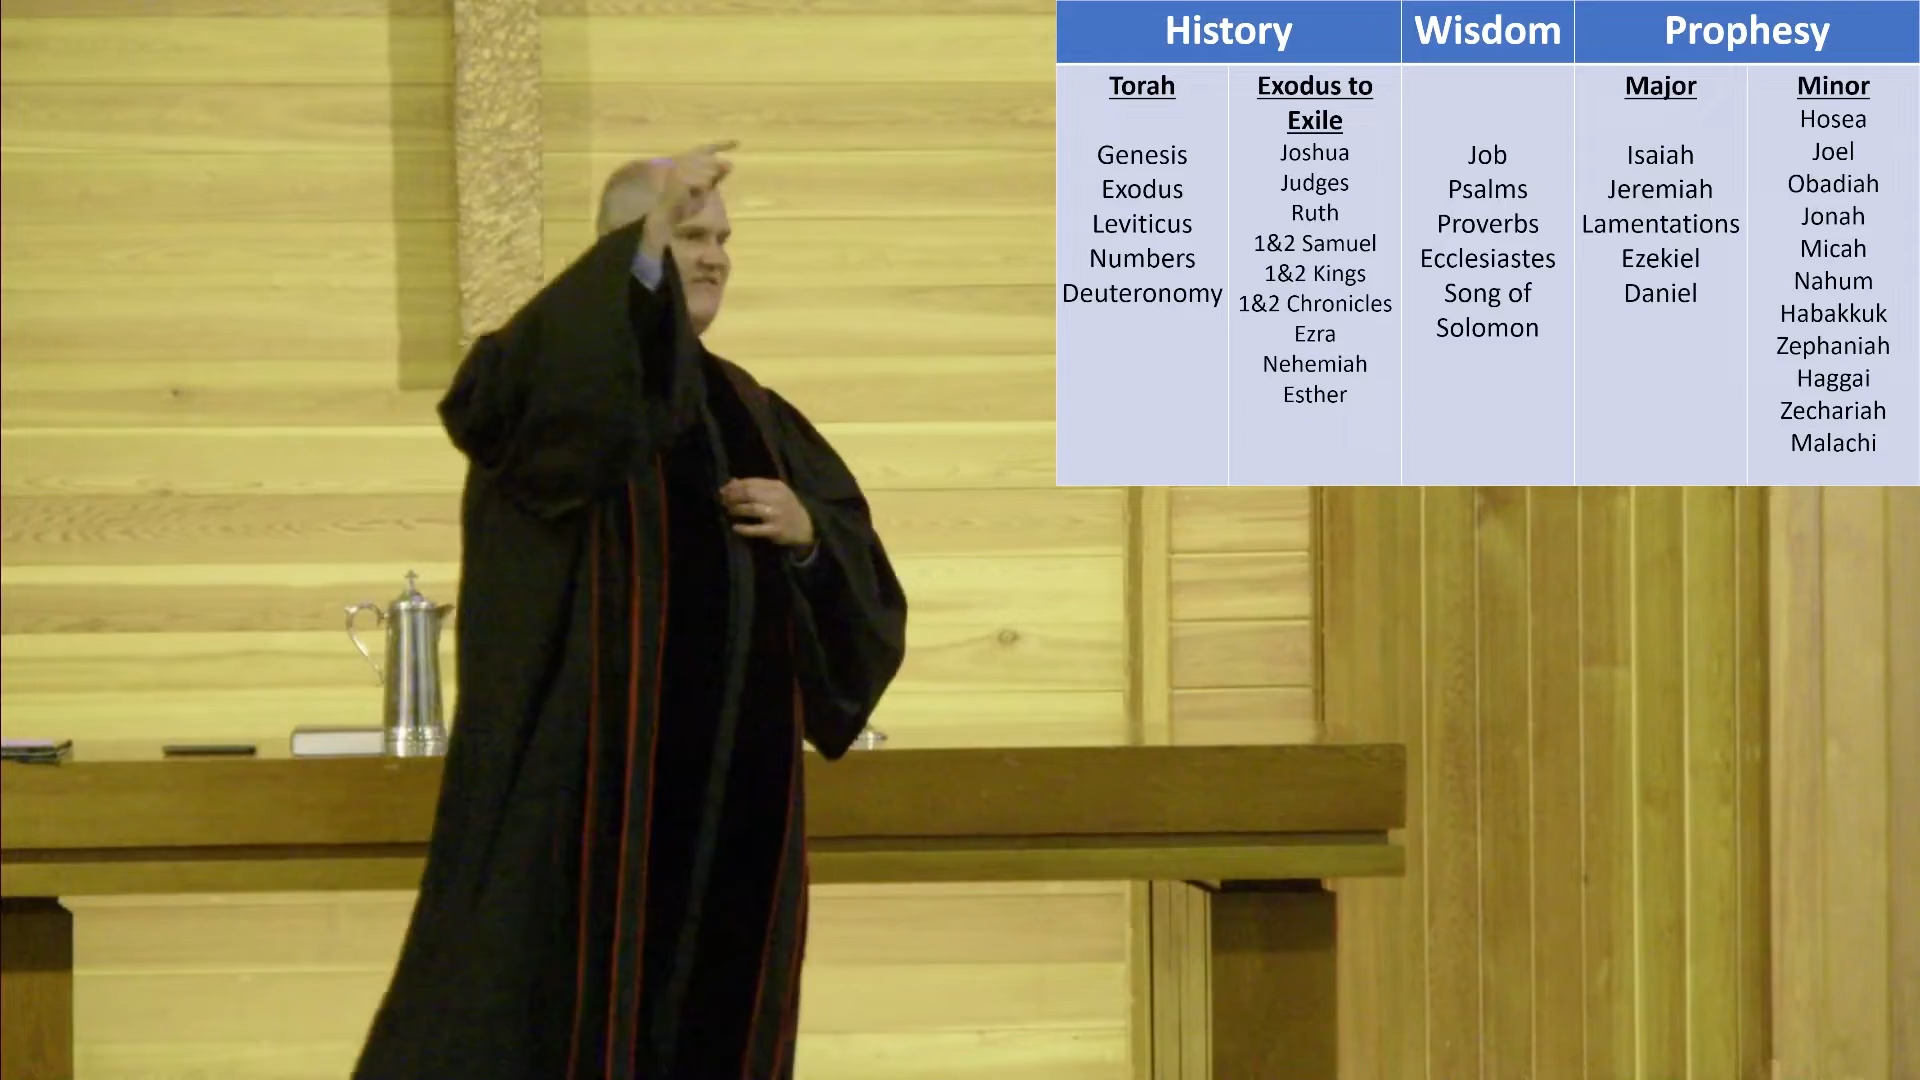 History
Wisdom
Prophesy
Torah
Genesis
Exodus
Leviticus
Numbers
Deuteronomy
Exodus to
Exile
Joshua
Judges
Ruth
1&2 Samuel
1&2 Kings
1&2 Chronicles
Ezra
Nehemiah
Esther
Job
Psalms
Proverbs
Ecclesiastes
Song of
Solomon
Major
Isaiah
Jeremiah
Lamentations
Ezekiel
Daniel
Minor
Hosea
Joel
Obadiah
Jonah
Micah
Nahum
Habakkuk
Zephaniah
Haggai
Zechariah
Malachi